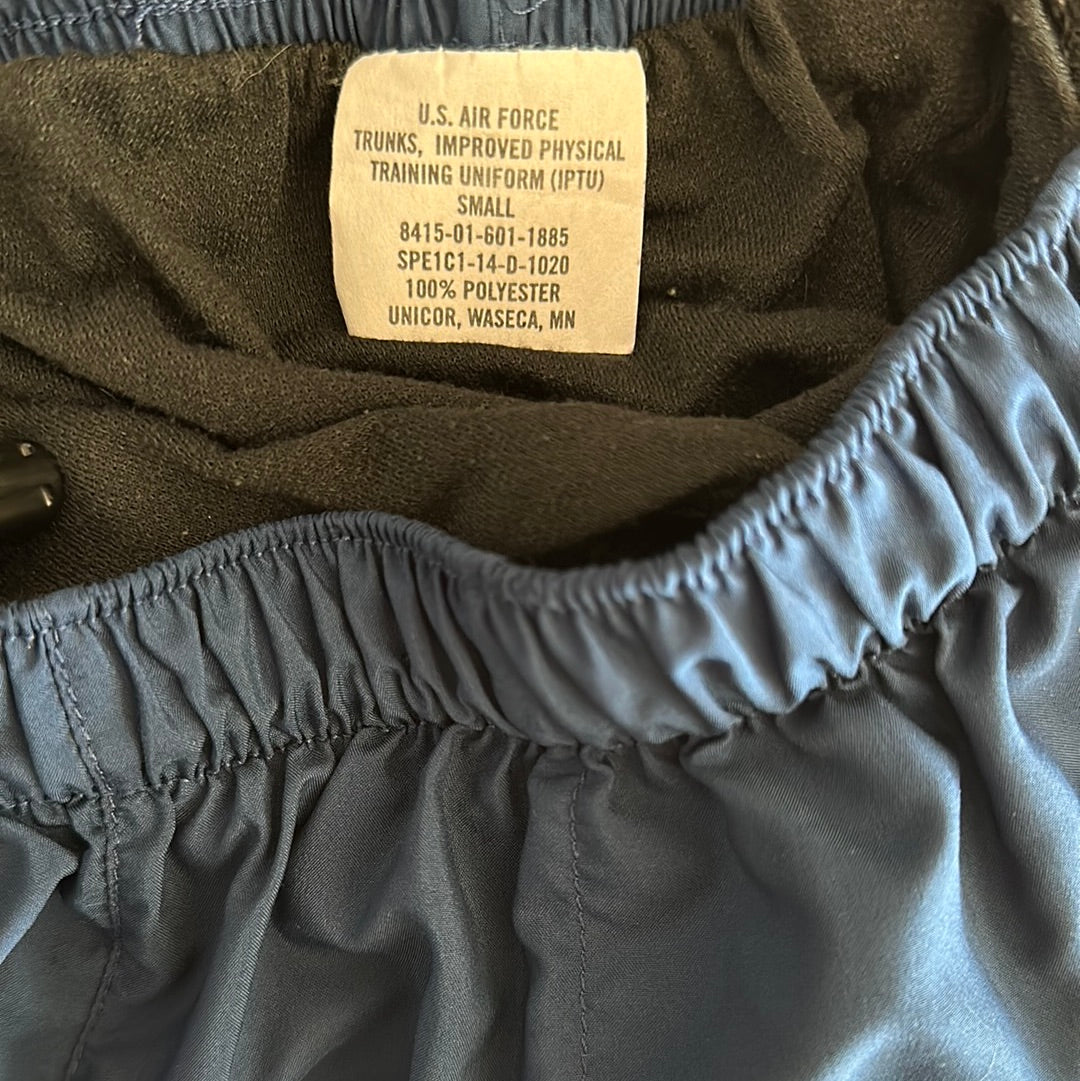 U.S. AIR FORCE
TRUNKS, IMPROVED PHYSICAL
TRAINING UNIFORM (IPTU)
SMALL
8415-01-601-1885
SPE1C1-14-D-1020
100% POLYESTER
UNICOR, WASECA, MN